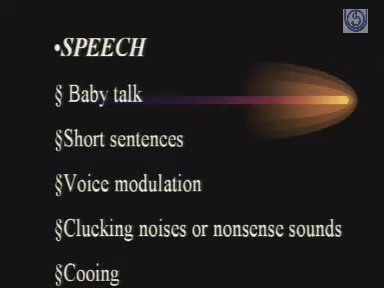 •SPEECH
§ Baby talk
§Short sentences
§Voice modulation
§Clucking noises or nonsense sounds
§Cooing